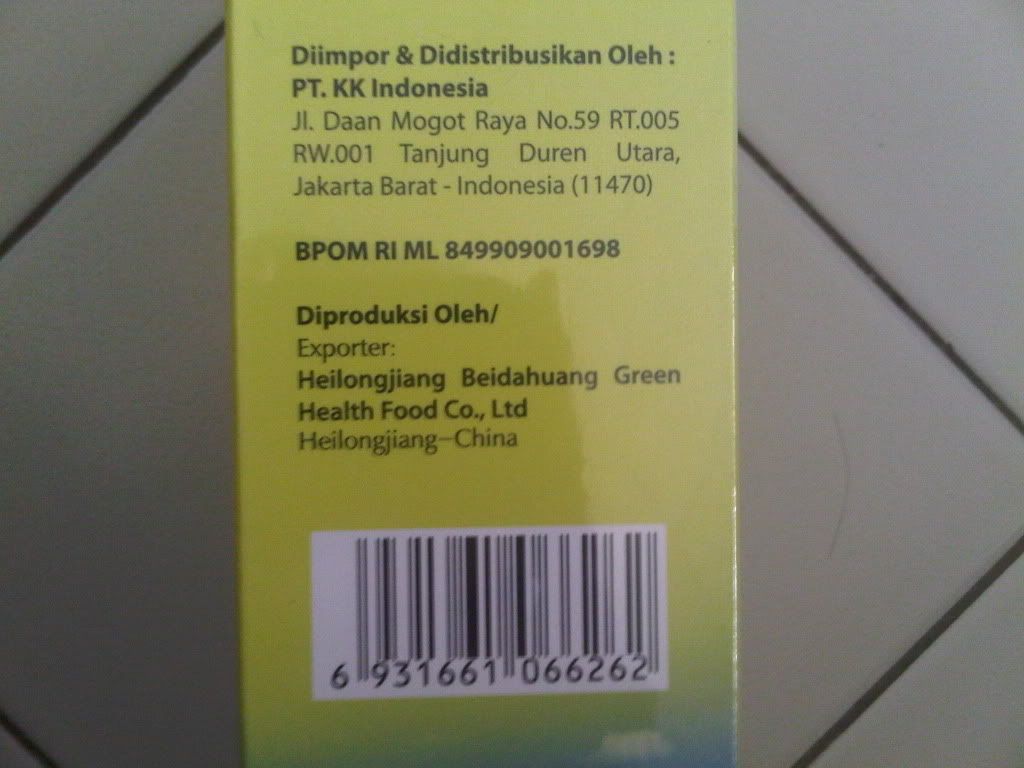 Diimpor & Didistribusikan Oleh :
PT. KK Indonesia
Jl. Daan Mogot Raya No.59 RT.005
RW.001 Tanjung Duren Utara,
Jakarta Barat - Indonesia (11470)
BPOM RI ML 849909001698
Diproduksi Oleh/
Exporter:
Heilongjiang Beidahuang Green
Health Food Co., Ltd
Heilongjiang-China
6 931661 066262